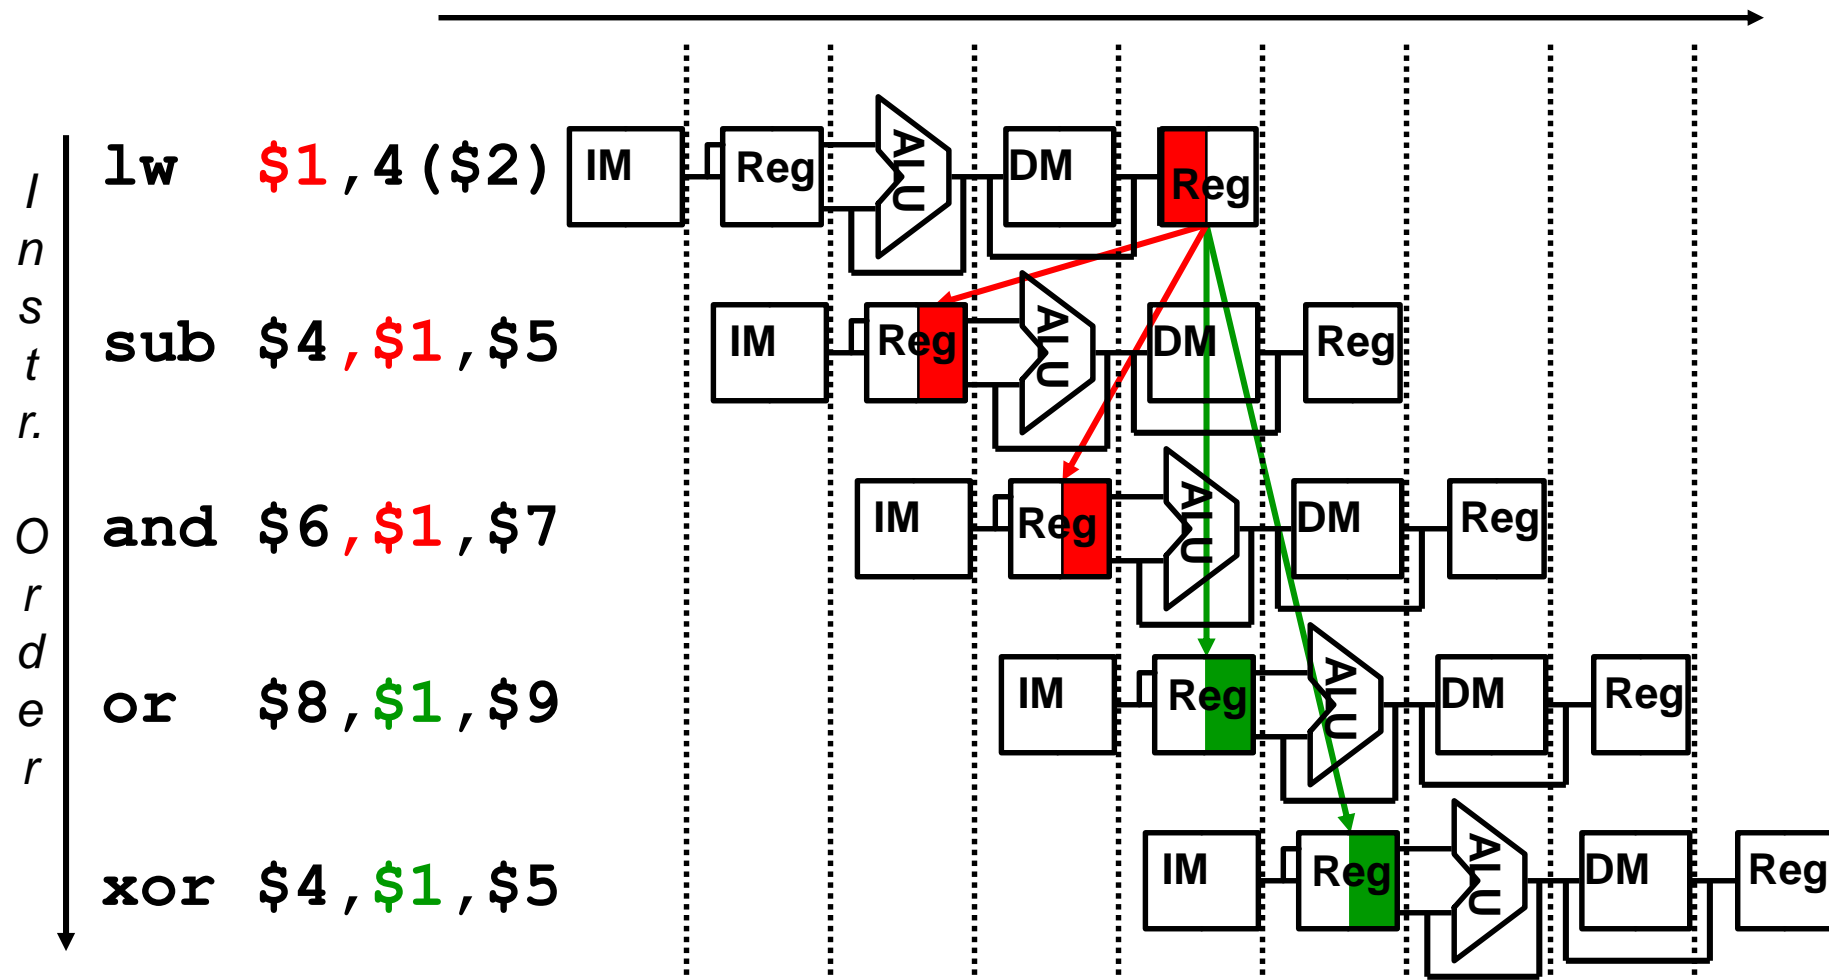 Instr. Order
lw $1,4($2) IM Reg ALU DM Reg
sub $4,$1,$5 IM Reg ALU DM Reg
and $6,$1,$7 IM Reg ALU DM Reg
or $8,$1,$9 IM Reg ALU DM Reg
xor $4,$1,$5 IM Reg ALU DM Reg